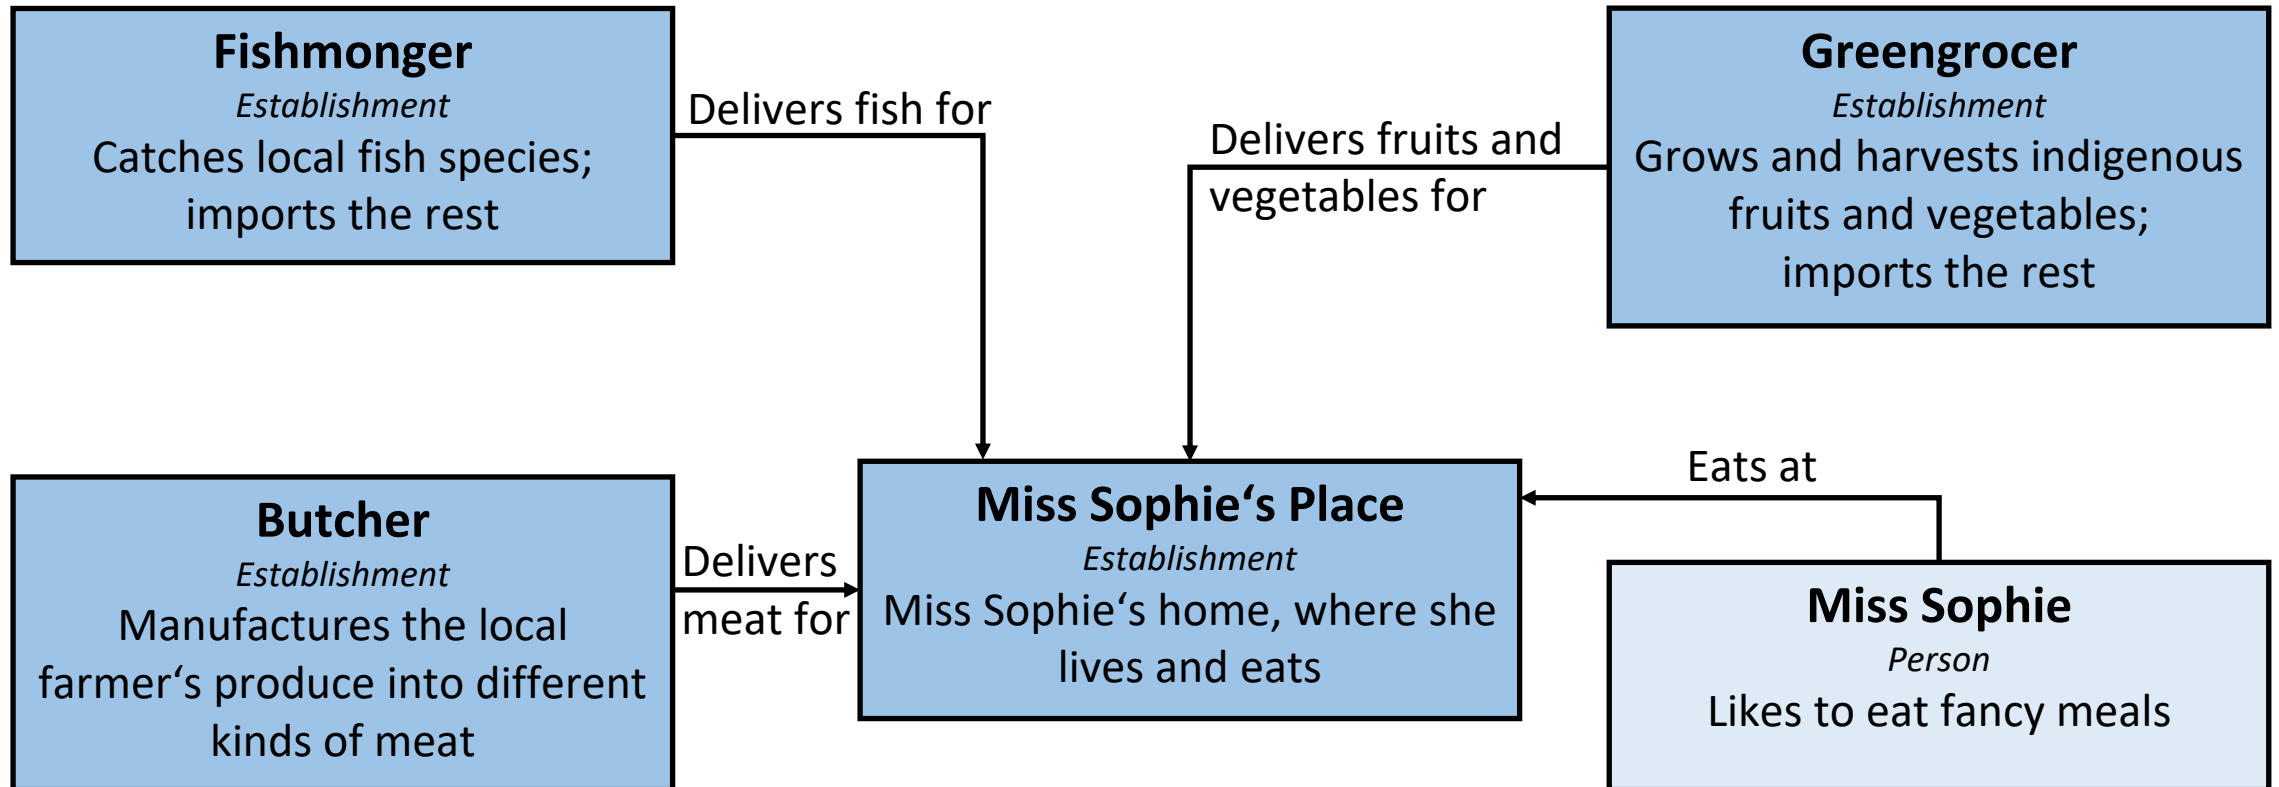 Fishmonger
Establishment
Catches local fish species;
imports the rest
Delivers fish for
Delivers fruits and
vegetables for
Greengrocer
Establishment
Grows and harvests indigenous
fruits and vegetables;
imports the rest
Butcher
Establishment
Manufactures the local
farmer‘s produce into different
kinds of meat
Delivers
meat for
Miss Sophie‘s Place
Establishment
Miss Sophie‘s home, where she
lives and eats
Eats at
Miss Sophie
Person
Likes to eat fancy meals